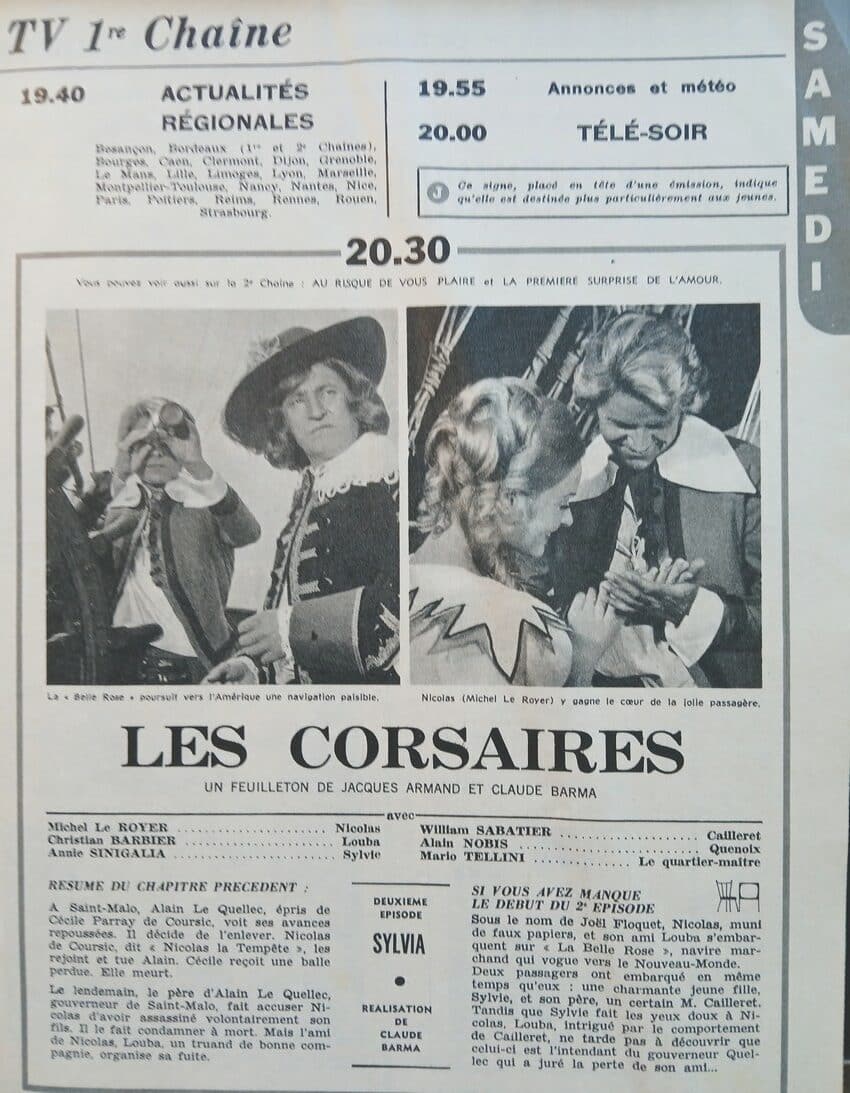 TV 1re Chaîne
SAMEDI
19.40 ACTUALITÉS
RÉGIONALES
Besançon, Bordeaux (1re et 2e Chaînes),
Bourges, Caen, Clermont, Dijon, Grenoble,
Le Mans, Lille, Limoges, Lyon, Marseille,
Montpellier-Toulouse, Nancy, Nantes, Nice,
Paris, Poitiers, Reims, Rennes, Rouen,
Strasbourg.
19.55 Annonces et météo
20.00 TÉLÉ-SOIR
J Ce signe, placé en tête d'une émission, indique
qu'elle est destinée plus particulièrement aux jeunes.
20.30
Vous pouvez voir aussi sur la 2e Chaîne : AU RISQUE DE VOUS PLAIRE et LA PREMIERE SURPRISE DE L'AMOUR.
La « Belle Rose » poursuit vers l'Amérique une navigation paisible.
Nicolas (Michel Le Royer) y gagne le cœur de la jolie passagère.
LES CORSAIRES
UN FEUILLETON DE JACQUES ARMAND ET CLAUDE BARMA
avec
Michel Le ROYER .................... Nicolas
Christian BARBIER .................... Louba
Annie SINIGALIA .................... Sylvie
William SABATIER .................... Cailleret
Alain NOBIS .................... Quenoix
Mario TELLINI .............. Le quartier-maître
RESUME DU CHAPITRE PRECEDENT :
A Saint-Malo, Alain Le Quellec, épris de
Cécile Parray de Coursic, voit ses avances
repoussées. Il décide de l'enlever. Nicolas
de Coursic, dit « Nicolas la Tempête », les
rejoint et tue Alain. Cécile reçoit une balle
perdue. Elle meurt.
Le lendemain, le père d'Alain Le Quellec,
gouverneur de Saint-Malo, fait accuser Ni-
colas d'avoir assassiné volontairement son
fils. Il le fait condamner à mort. Mais l'ami
de Nicolas, Louba, un truand de bonne com-
pagnie, organise sa fuite.
DEUXIEME
EPISODE
SYLVIA
REALISATION
DE
CLAUDE
BARMA
SI VOUS AVEZ MANQUE
LE DEBUT DU 2e EPISODE
Sous le nom de Joël Floquet, Nicolas, muni
de faux papiers, et son ami Louba s'embar-
quent sur « La Belle Rose », navire mar-
chand qui vogue vers le Nouveau-Monde.
Deux passagers ont embarqué en même
temps qu'eux : une charmante jeune fille,
Sylvie, et son père, un certain M. Cailleret.
Tandis que Sylvie fait les yeux doux à Ni-
colas, Louba, intrigué par le comportement
de Cailleret, ne tarde pas à découvrir que
celui-ci est l'intendant du gouverneur Quel-
lec qui a juré la perte de son ami...